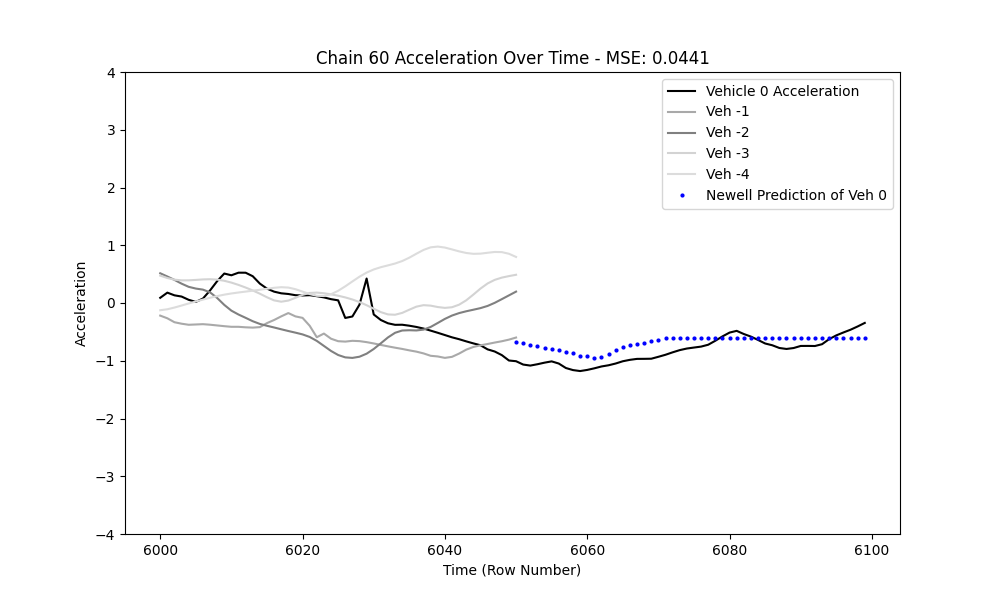 Chain 60 Acceleration Over Time - MSE: 0.0441
Vehicle 0 Acceleration
Veh -1
Veh -2
Veh -3
Veh -4
Newell Prediction of Veh 0
Acceleration
4
3
2
1
0
−1
−2
−3
−4
6000 6020 6040 6060 6080 6100
Time (Row Number)